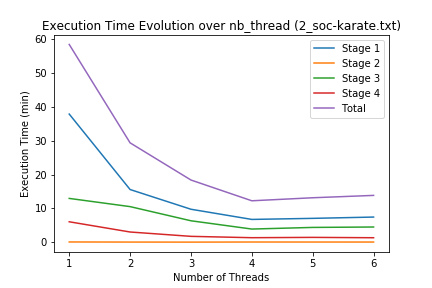 Execution Time Evolution over nb_thread (2_soc-karate.txt)
60
50
40
30
20
10
0
Execution Time (min)
Stage 1
Stage 2
Stage 3
Stage 4
Total
1 2 3 4 5 6
Number of Threads